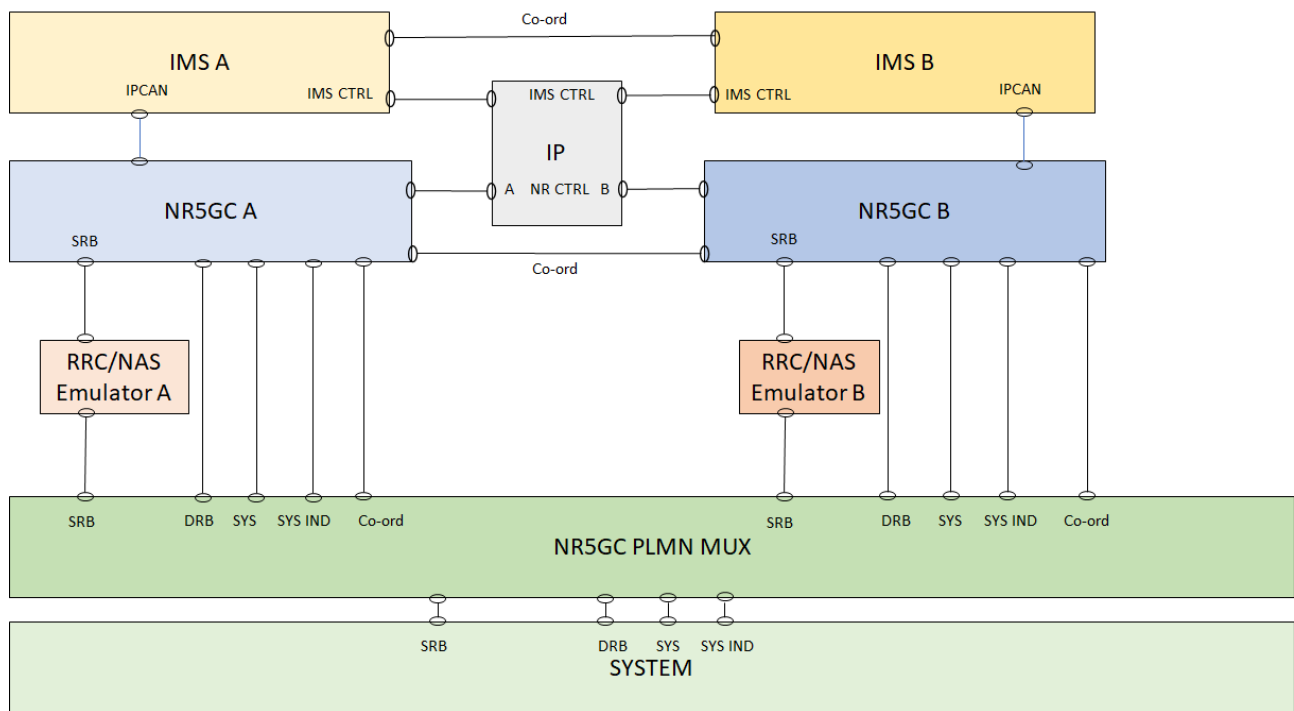 Co-ord
IMS A
IMS B
IPCAN
IMS CTRL
IMS CTRL
IMS CTRL
IPCAN
IP
A NR CTRL B
NR5GC A
NR5GC B
SRB
SRB
Co-ord
RRC/NAS
Emulator A
RRC/NAS
Emulator B
SRB
DRB
SYS
SYS IND
Co-ord
SRB
DRB
SYS
SYS IND
Co-ord
NR5GC PLMN MUX
SRB
DRB
SYS
SYS IND
SYSTEM